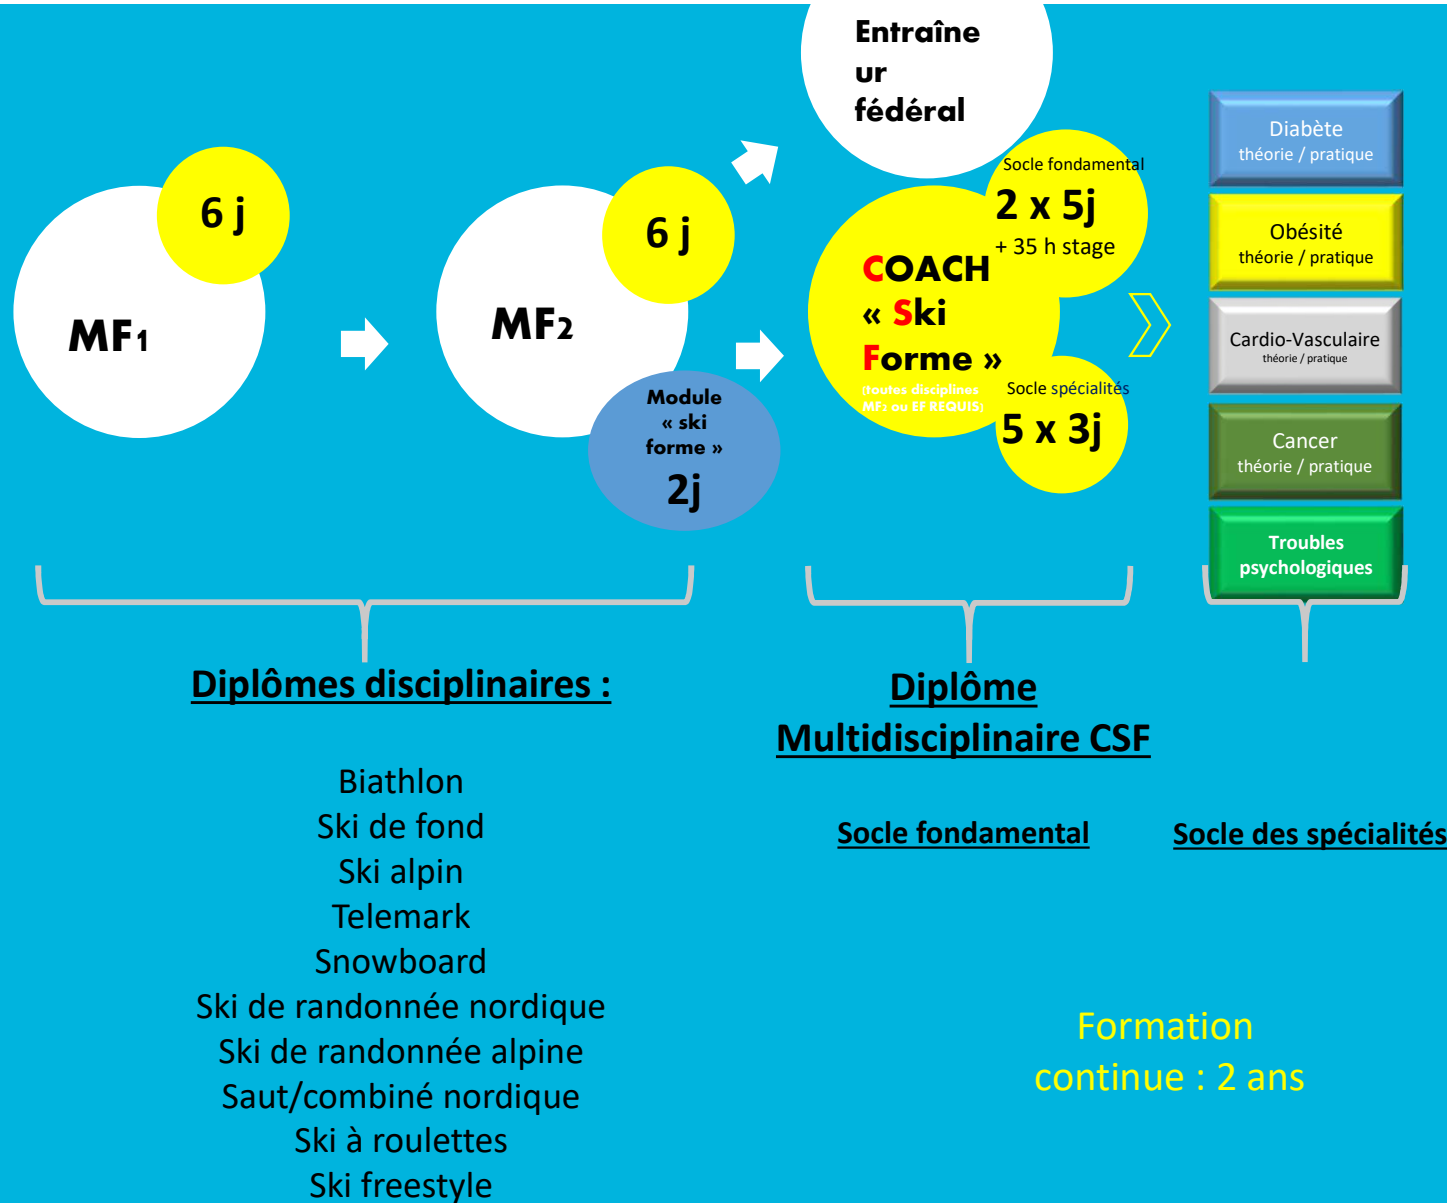 Entraîne
ur
fédéral
6 j
MF1
6 j
MF2
Module
« ski
forme »
2j
Socle fondamental
2 x 5j
+ 35 h stage
COACH
« Ski
Forme »
(toutes disciplines
MF2 ou EF REQUIS)
Socle spécialités
5 x 3j
Diabète
théorie / pratique
Obésité
théorie / pratique
Cardio-Vasculaire
théorie / pratique
Cancer
théorie / pratique
Troubles
psychologiques
Diplômes disciplinaires :
Biathlon
Ski de fond
Ski alpin
Telemark
Snowboard
Ski de randonnée nordique
Ski de randonnée alpine
Saut/combiné nordique
Ski à roulettes
Ski freestyle
Diplôme
Multidisciplinaire CSF
Socle fondamental
Socle des spécialités
Formation
continue : 2 ans